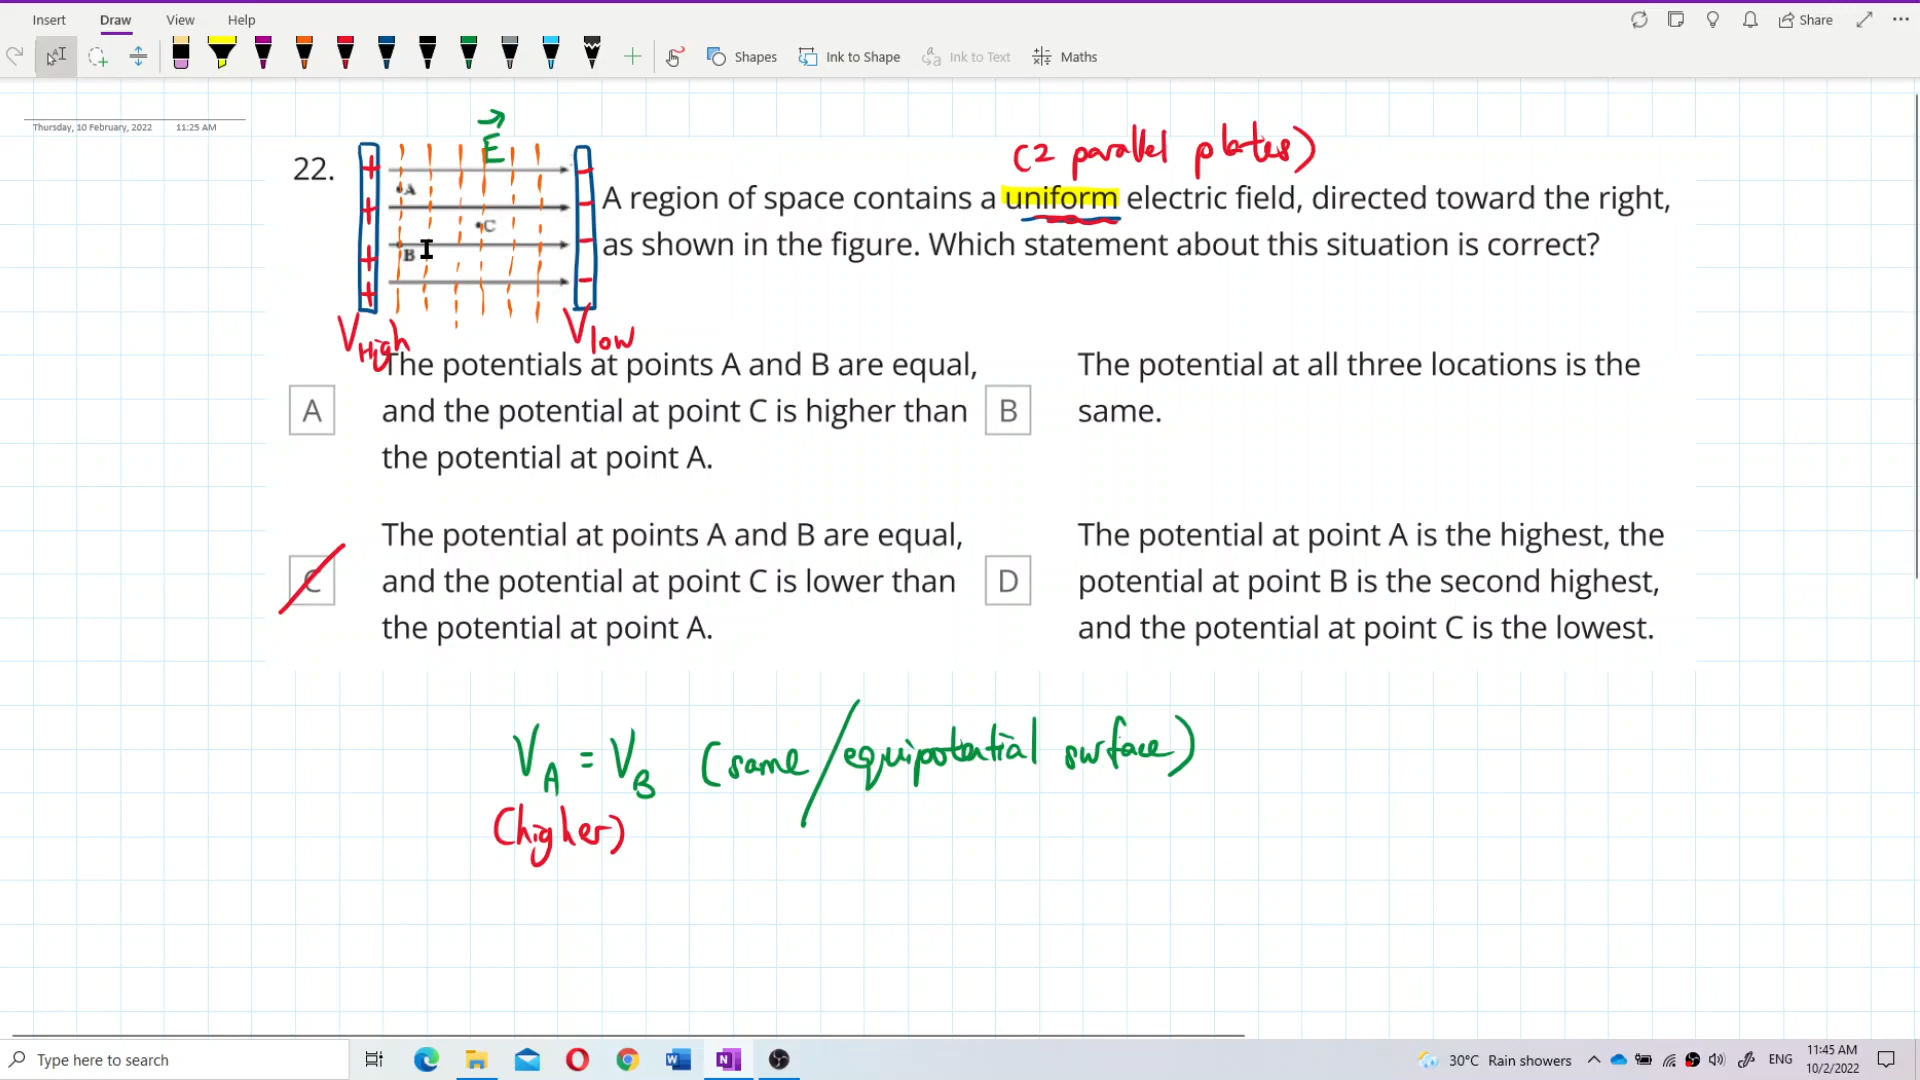 Insert Draw View Help
Share
Shapes Ink to Shape Ink to Text Maths
Thursday, 10 February, 2022 11:25 AM
E
(2 parallel plates)
22.
A
C
B
+
+
+
+
-
-
-
-
A region of space contains a uniform electric field, directed toward the right,
as shown in the figure. Which statement about this situation is correct?
V High
V low
A
The potentials at points A and B are equal,
and the potential at point C is higher than
the potential at point A.
B
The potential at all three locations is the
same.
C
The potential at points A and B are equal,
and the potential at point C is lower than
the potential at point A.
D
The potential at point A is the highest, the
potential at point B is the second highest,
and the potential at point C is the lowest.
V A = V B (same / equipotential surface)
(higher)
Type here to search
30°C Rain showers
ENG
11:45 AM
10/2/2022